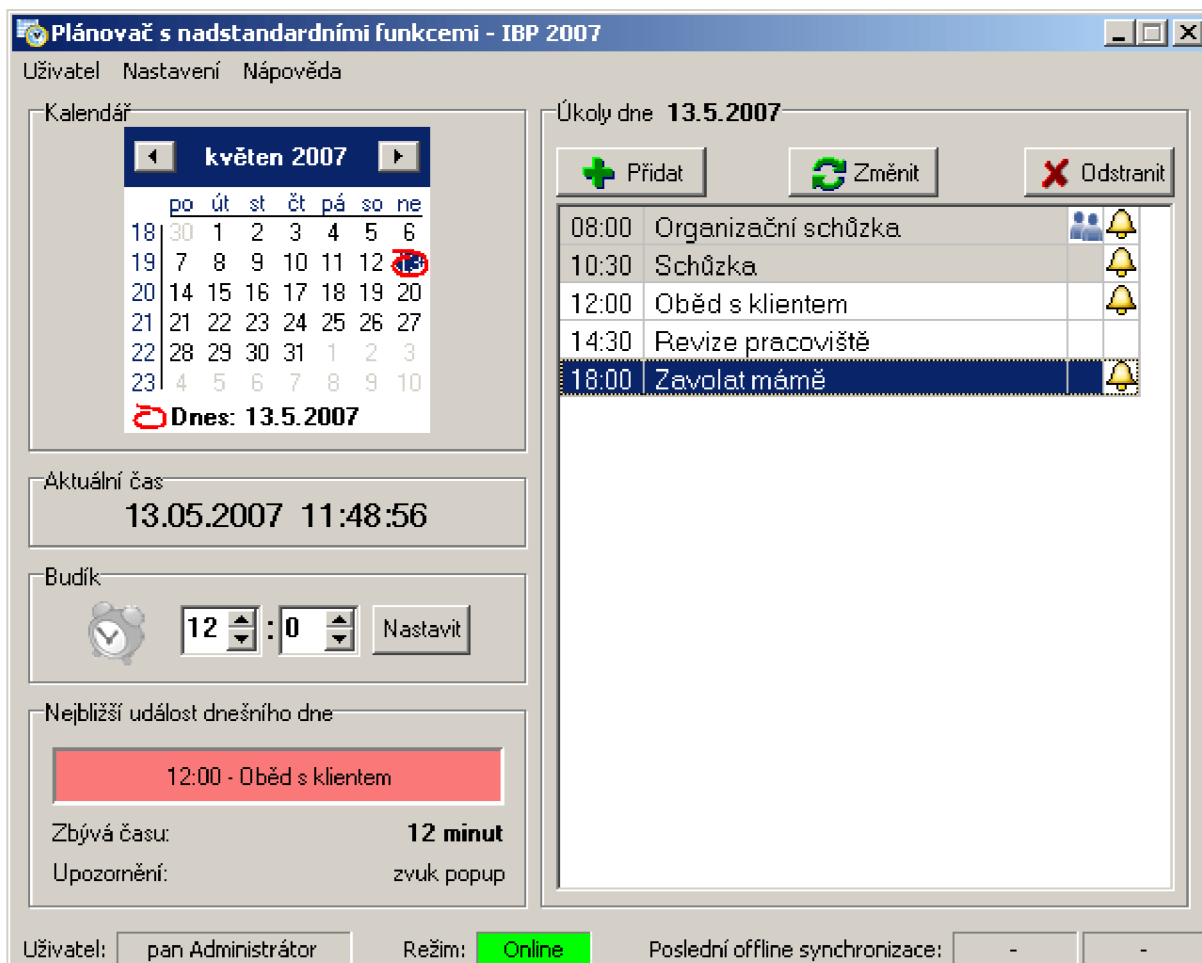 Plánovač s nadstandardními funkcemi - IBP 2007
Uživatel Nastavení Nápověda
Kalendář
květen 2007
po út st čt pá so ne
18 30 1 2 3 4 5 6
19 7 8 9 10 11 12 13
20 14 15 16 17 18 19 20
21 21 22 23 24 25 26 27
22 28 29 30 31 1 2 3
23 4 5 6 7 8 9 10
Dnes: 13.5.2007
Aktuální čas
13.05.2007 11:48:56
Budík
12 : 0 Nastavit
Nejbližší událost dnešního dne
12:00 - Oběd s klientem
Zbývá času: 12 minut
Upozornění: zvuk popup
Úkoly dne 13.5.2007
Přidat Změnit Odstranit
08:00 Organizační schůzka
10:30 Schůzka
12:00 Oběd s klientem
14:30 Revize pracoviště
18:00 Zavolat mámě
Uživatel: pan Administrátor Režim: Online Poslední offline synchronizace: - -